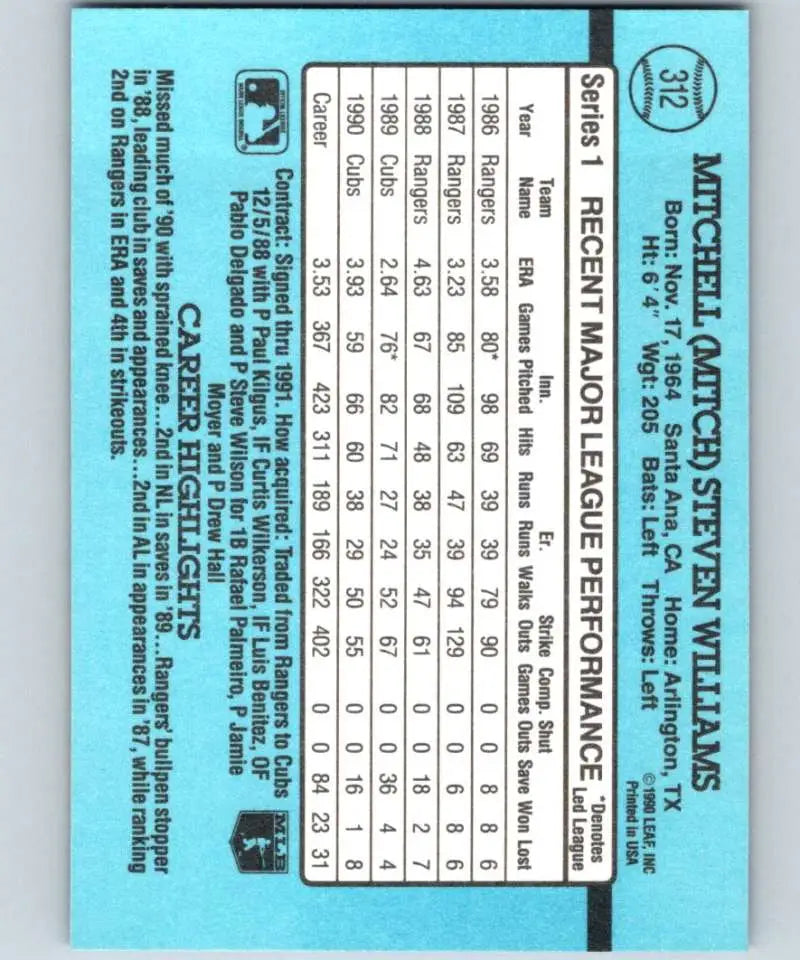 312
MITCHELL (MITCH) STEVEN WILLIAMS
Born: Nov. 17, 1964 Santa Ana, CA Home: Arlington, TX
Ht: 6' 4" Wgt: 205 Bats: Left Throws: Left
©1990 LEAF, INC
Printed in USA
Series 1 RECENT MAJOR LEAGUE PERFORMANCE *Denotes Led League
Team Inn. Er. Strike Comp. Shut
Year Name ERA Games Pitched Hits Runs Runs Walks Outs Games Outs Save Won Lost
1986 Rangers 3.58 80* 98 69 39 39 79 90 0 0 8 8 6
1987 Rangers 3.23 85 109 63 47 39 94 129 0 0 6 8 6
1988 Rangers 4.63 67 68 48 38 35 47 61 0 0 18 2 7
1989 Cubs 2.64 76* 82 71 27 24 52 67 0 0 36 4 4
1990 Cubs 3.93 59 66 60 38 29 50 55 0 0 16 1 8
Career 3.53 367 423 311 189 166 322 402 0 0 84 23 31
Contract: Signed thru 1991. How acquired: Traded from Rangers to Cubs
12/5/88 with P Paul Kilgus, IF Curtis Wilkerson, IF Luis Benitez, OF
Pablo Delgado and P Steve Wilson for 1B Rafael Palmeiro, P Jamie
Moyer and P Drew Hall
MLB
CAREER HIGHLIGHTS
Missed much of '90 with sprained knee...2nd in NL in saves in '89...Rangers' bullpen stopper
in '88, leading club in saves and appearances...2nd in AL in appearances in '87, while ranking
2nd on Rangers in ERA and 4th in strikeouts.